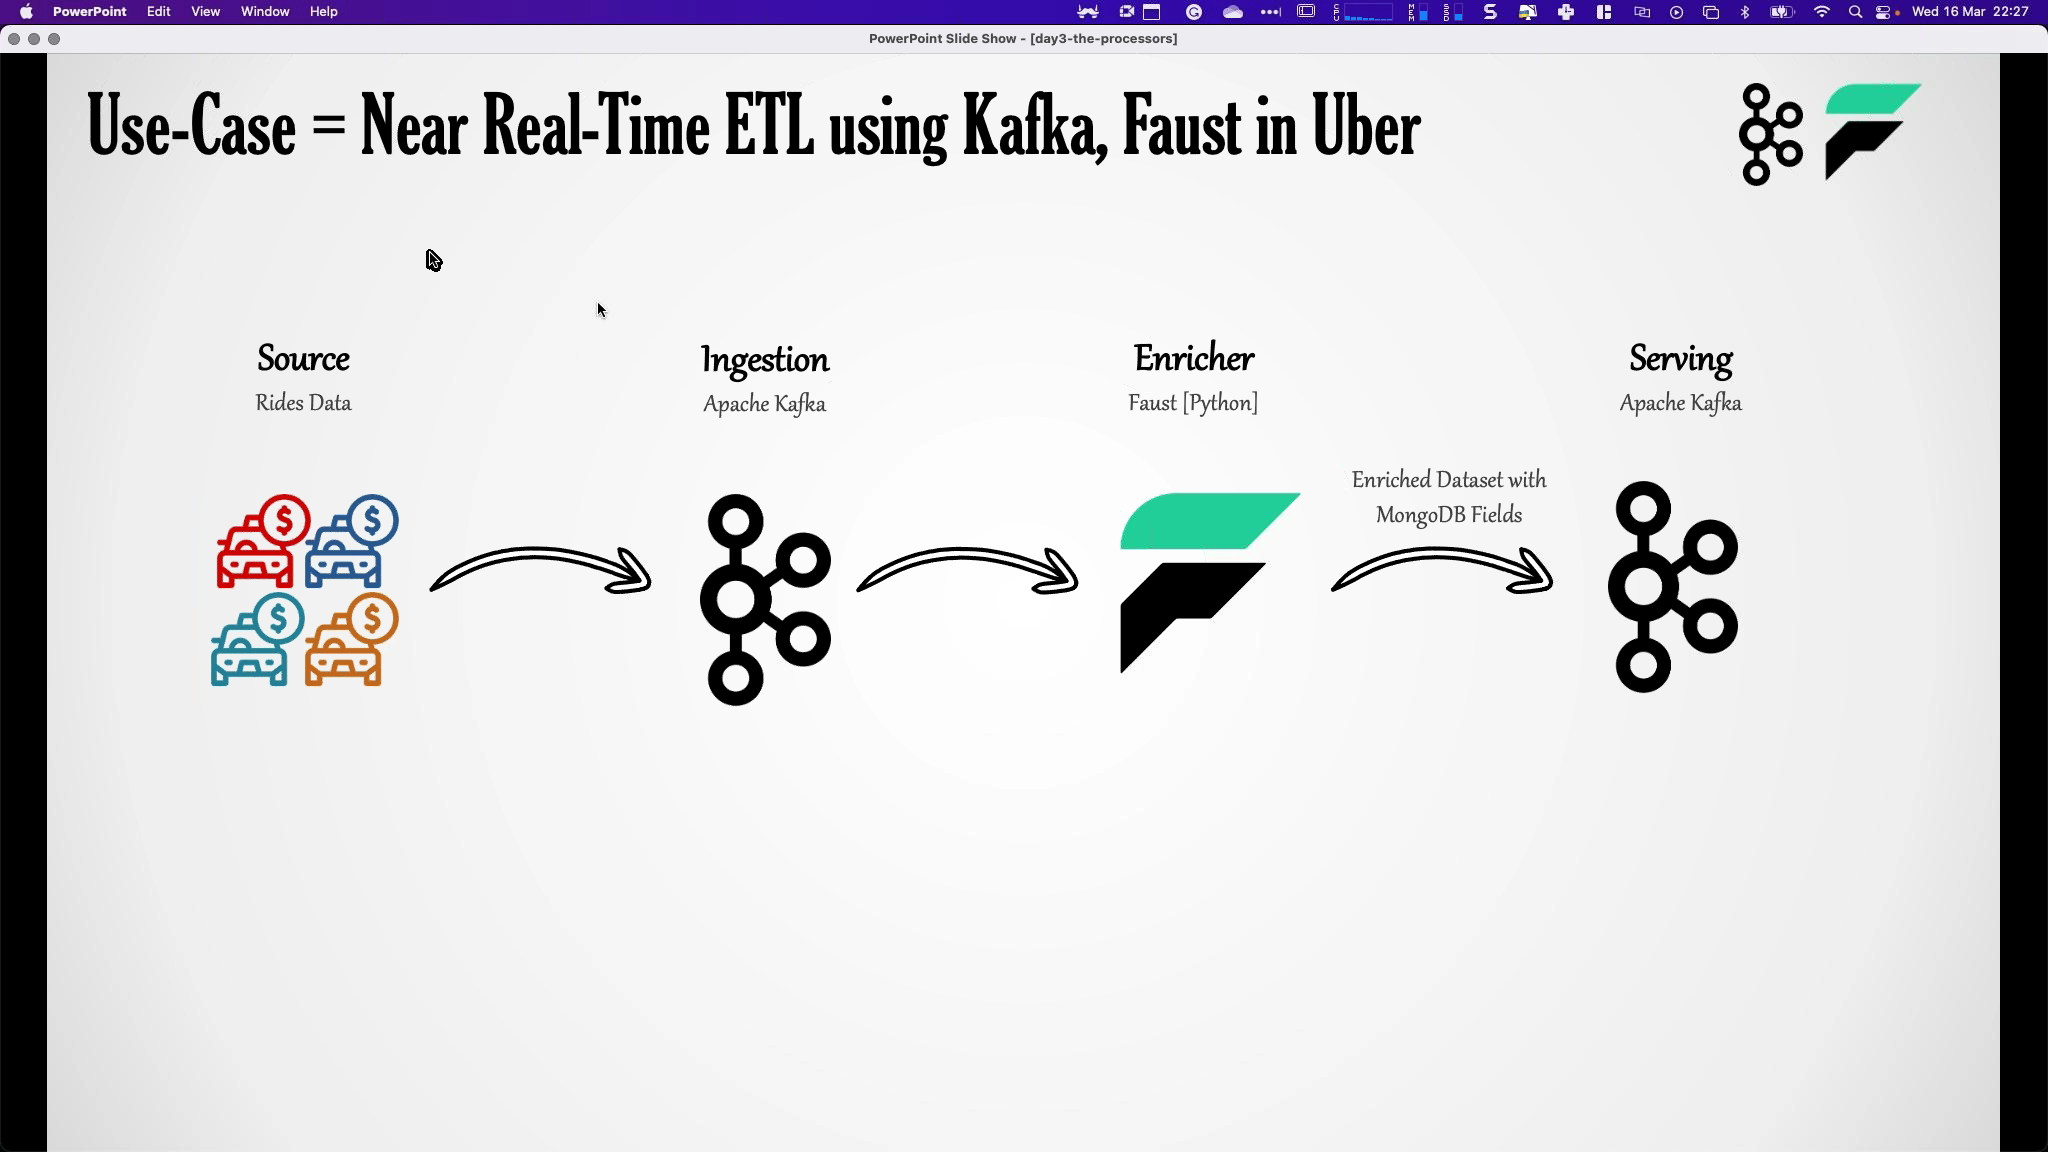 PowerPoint Edit View Window Help
Wed 16 Mar 22:27
PowerPoint Slide Show - [day3-the-processors]
Use-Case = Near Real-Time ETL using Kafka, Faust in Uber
Source
Rides Data
Ingestion
Apache Kafka
Enricher
Faust [Python]
Enriched Dataset with
MongoDB Fields
Serving
Apache Kafka